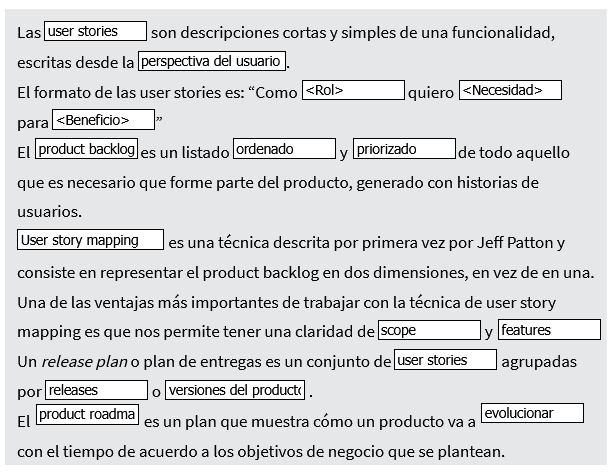 Las user stories son descripciones cortas y simples de una funcionalidad,
escritas desde la perspectiva del usuario.
El formato de las user stories es: “Como <Rol> quiero <Necesidad>
para <Beneficio>”
El product backlog es un listado ordenado y priorizado de todo aquello
que es necesario que forme parte del producto, generado con historias de
usuarios.
User story mapping es una técnica descrita por primera vez por Jeff Patton y
consiste en representar el product backlog en dos dimensiones, en vez de en una.
Una de las ventajas más importantes de trabajar con la técnica de user story
mapping es que nos permite tener una claridad de scope y features
Un release plan o plan de entregas es un conjunto de user stories agrupadas
por releases o versiones del product .
El product roadma es un plan que muestra cómo un producto va a evolucionar
con el tiempo de acuerdo a los objetivos de negocio que se plantean.